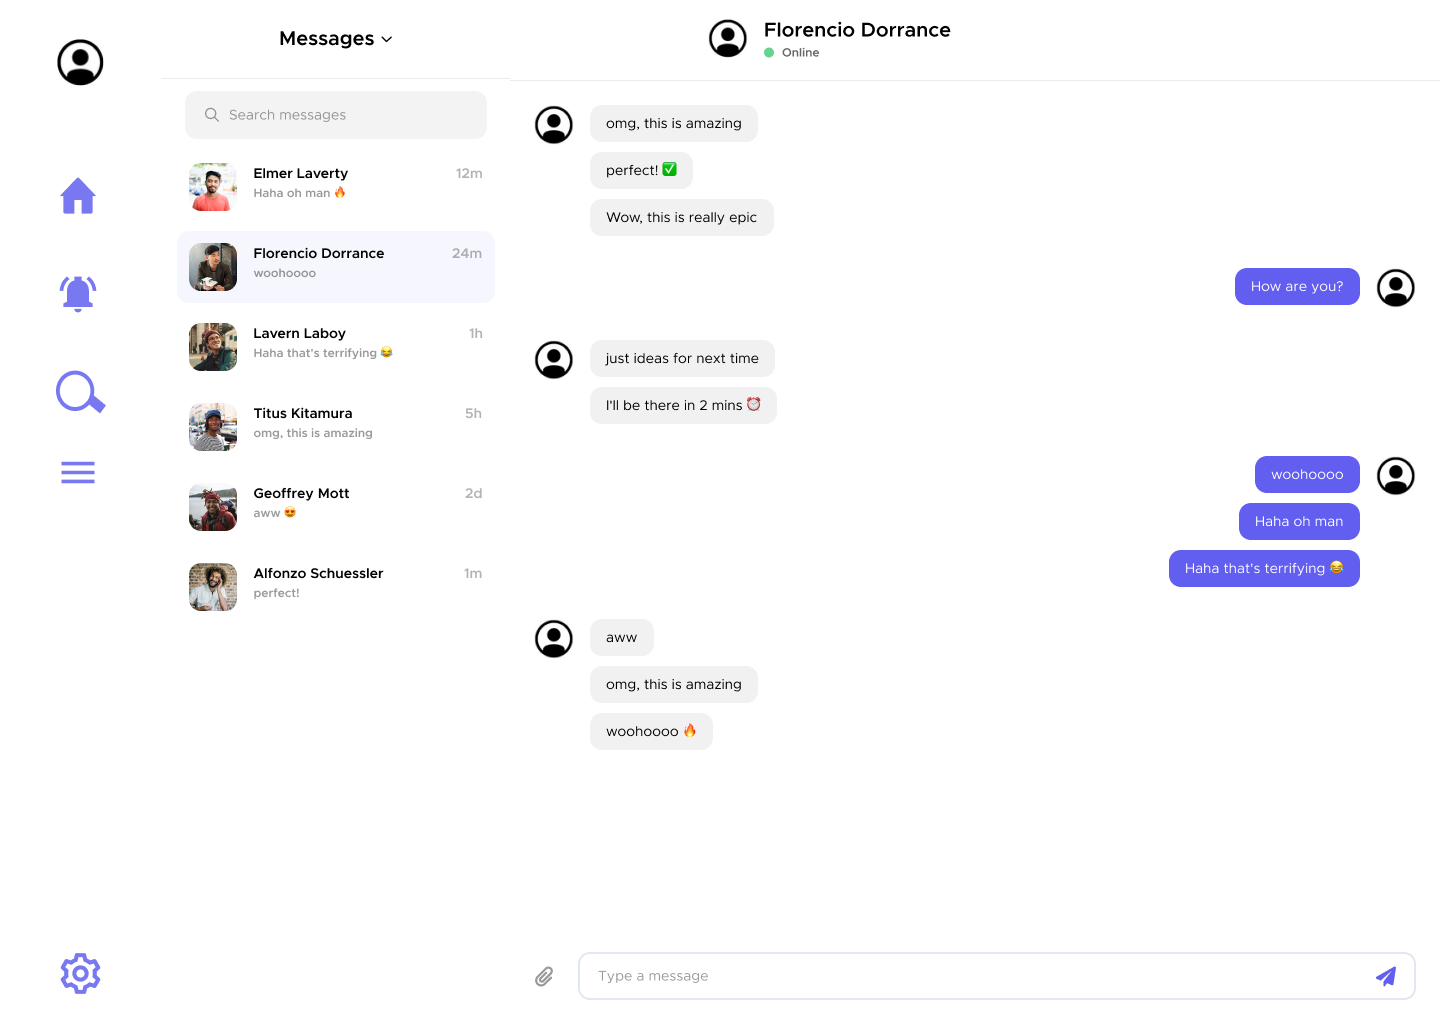 Messages
Search messages
Elmer Laverty 12m
Haha oh man 🔥
Florencio Dorrance 24m
woohoooo
Lavern Laboy 1h
Haha that's terrifying 😂
Titus Kitamura 5h
omg, this is amazing
Geoffrey Mott 2d
aww 😍
Alfonzo Schuessler 1m
perfect!
Florencio Dorrance
Online
omg, this is amazing
perfect! ✅
Wow, this is really epic
How are you?
just ideas for next time
I'll be there in 2 mins ⏰
woohoooo
Haha oh man
Haha that's terrifying 😂
aww
omg, this is amazing
woohoooo 🔥
Type a message